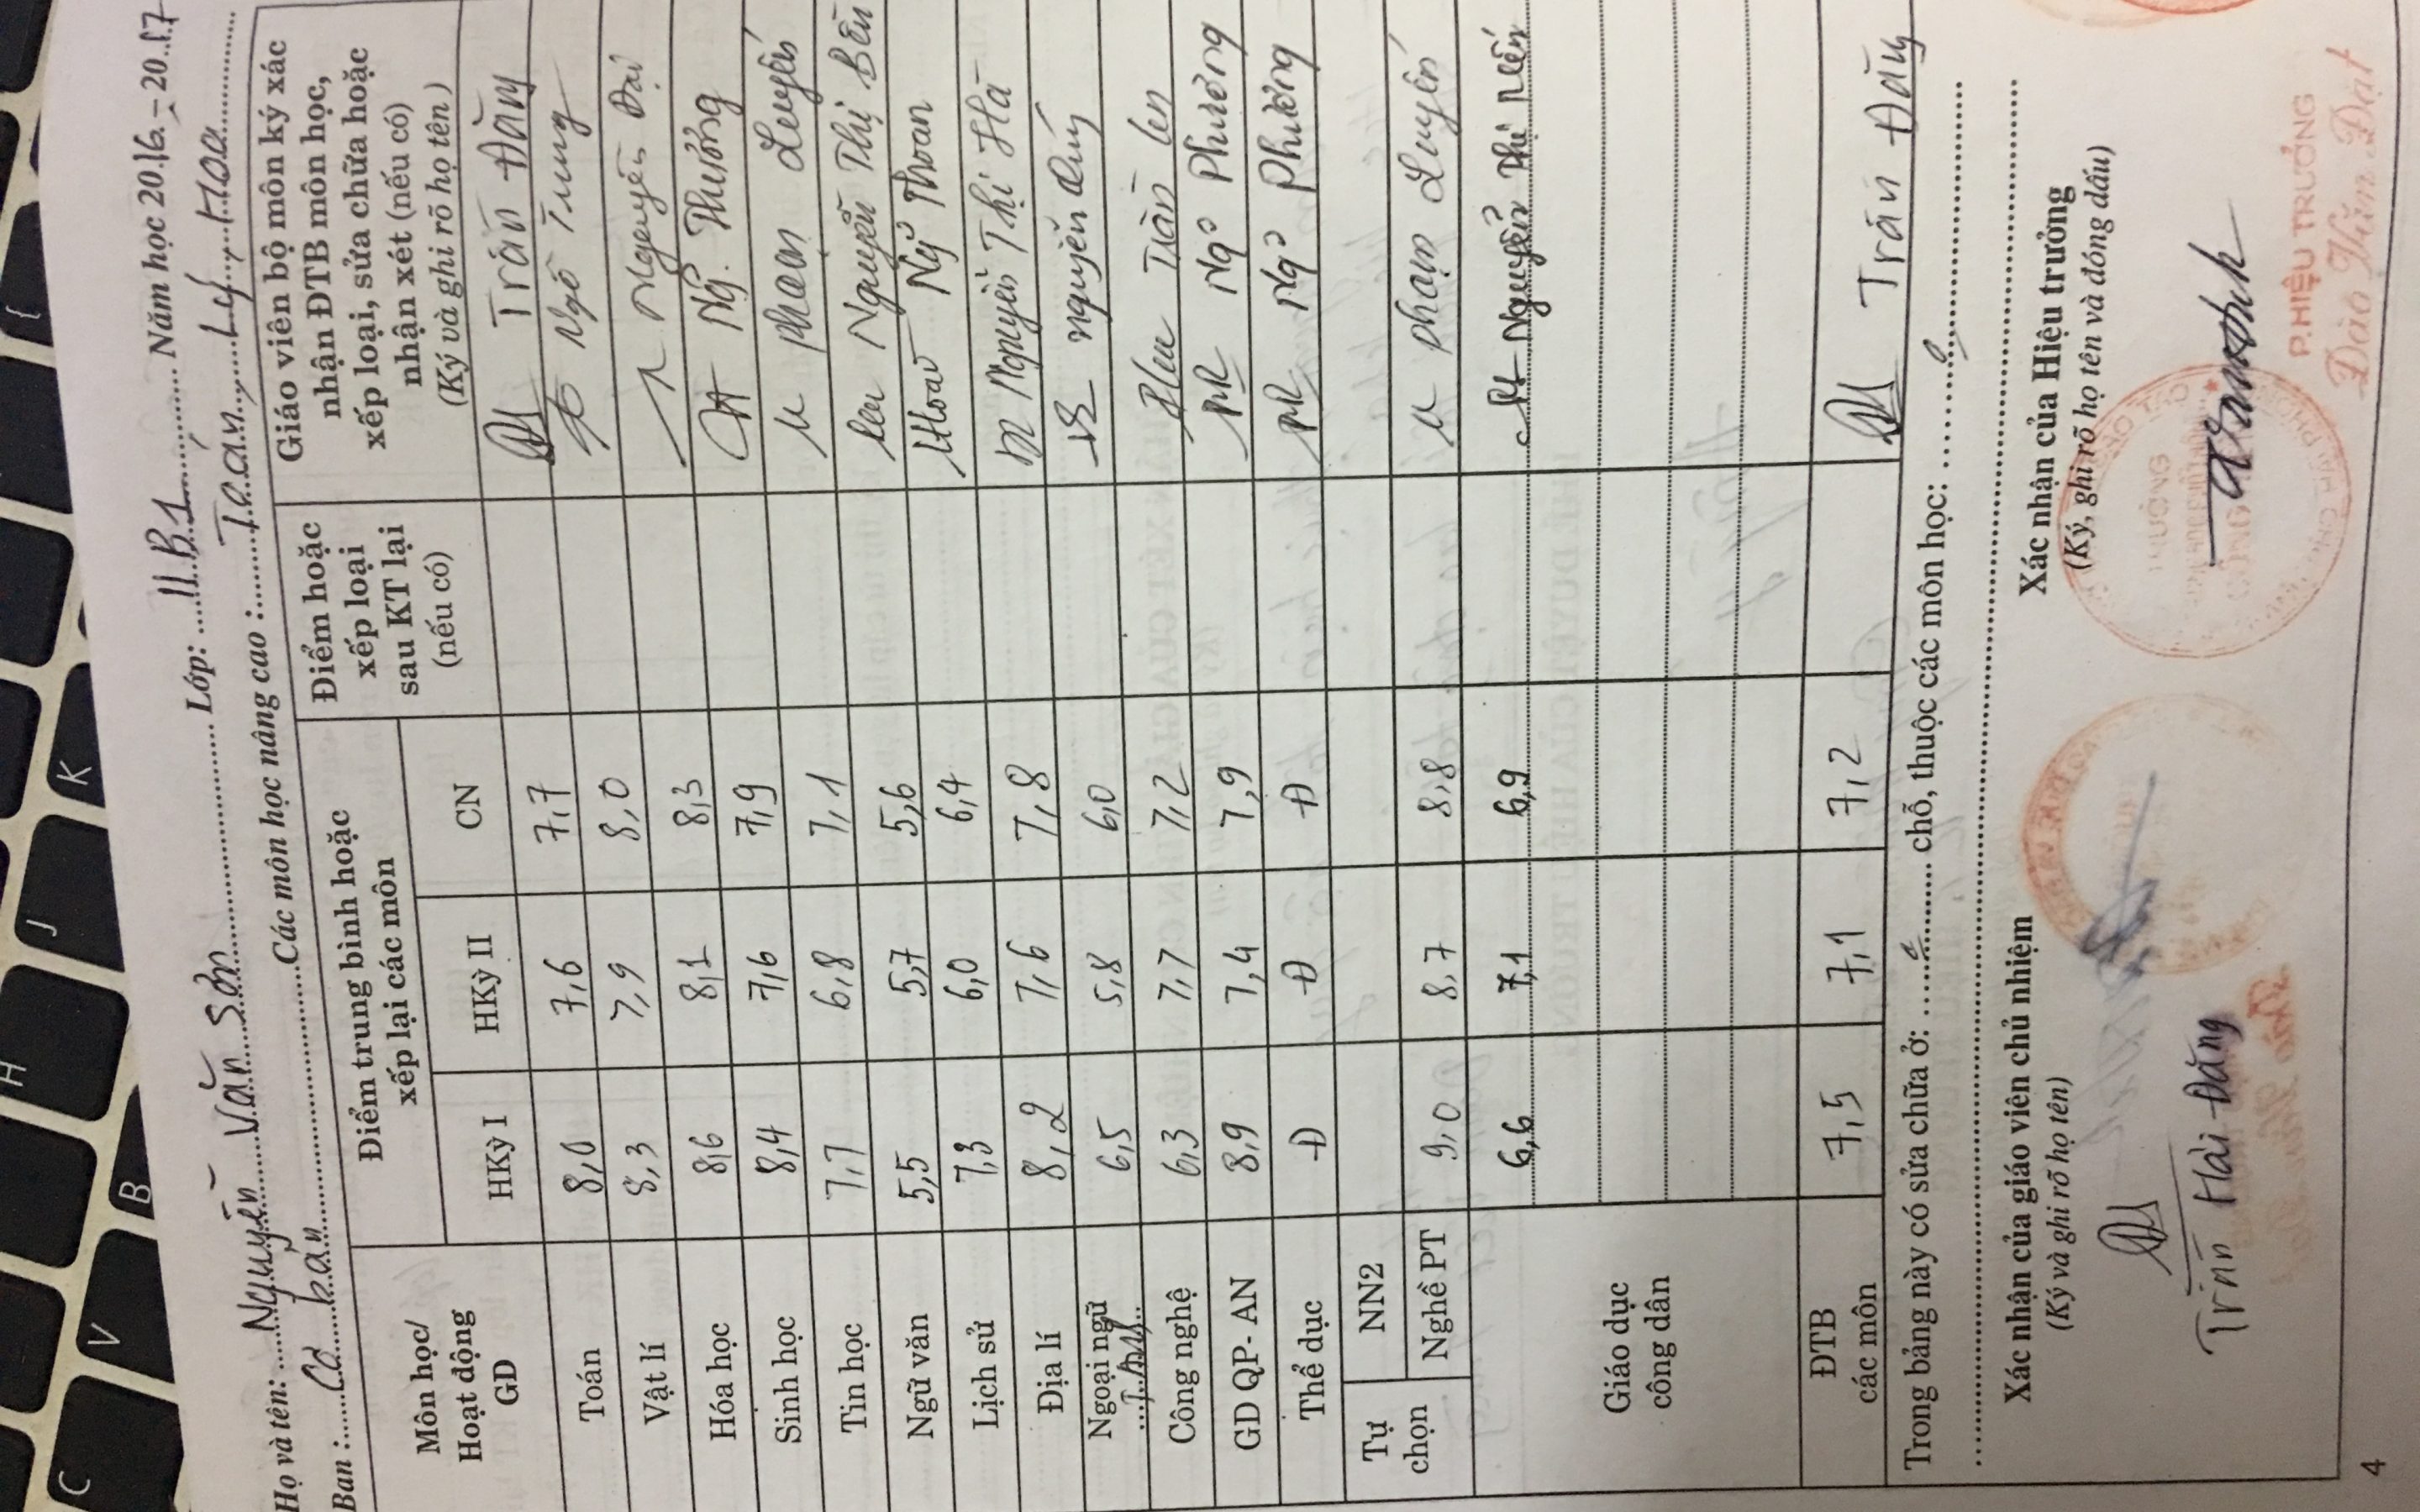 Họ và tên: Nguyễn Văn Sơn Lớp: 11B1 Năm học 2016 - 2017
Ban: Cơ bản Các môn học nâng cao: Toán, Lý, Hoá
Môn học/
Hoạt động
GD
Điểm trung bình hoặc
xếp loại các môn
Điểm hoặc
xếp loại
sau KT lại
(nếu có)
Giáo viên bộ môn ký xác
nhận ĐTB môn học,
xếp loại, sửa chữa hoặc
nhận xét (nếu có)
(Ký và ghi rõ họ tên)
HKỳ I HKỳ II CN
Toán 8,0 7,6 7,7 Trần Đăng
Vật lí 8,3 7,9 8,0 Ngô Trung
Hóa học 8,6 8,1 8,3 Nguyễn Đại
Sinh học 8,4 7,6 7,9 Ng. Thưởng
Tin học 7,7 6,8 7,1 Phạm Luyến
Ngữ văn 5,5 5,7 5,6 Nguyễn Thị Bền
Lịch sử 7,3 6,0 6,4 Ng Thoan
Địa lí 8,2 7,6 7,8 Nguyễn Thị Hà
Ngoại ngữ T.Anh 6,5 5,8 6,0 Nguyễn Quý
Công nghệ 6,3 7,7 7,2 Trần
GD QP- AN 8,9 7,4 7,9 Ngô Phương
Thể dục Đ Đ Đ Ngô Phương
Tự
chọn
NN2
Nghề PT 9,0 8,7 8,8 Phạm Luyến
Giáo dục
công dân
6,6 7,1 6,9 Nguyễn Thị Mến
ĐTB
các môn
7,5 7,1 7,2 Trần Đăng
Trong bảng này có sửa chữa ở: 0 chỗ, thuộc các môn học: 0
Xác nhận của giáo viên chủ nhiệm
(Ký và ghi rõ họ tên)
Trần Hải Đăng
Xác nhận của Hiệu trưởng
(Ký, ghi rõ họ tên và đóng dấu)
P.HIỆU TRƯỞNG
Đào Văn Đạt
4